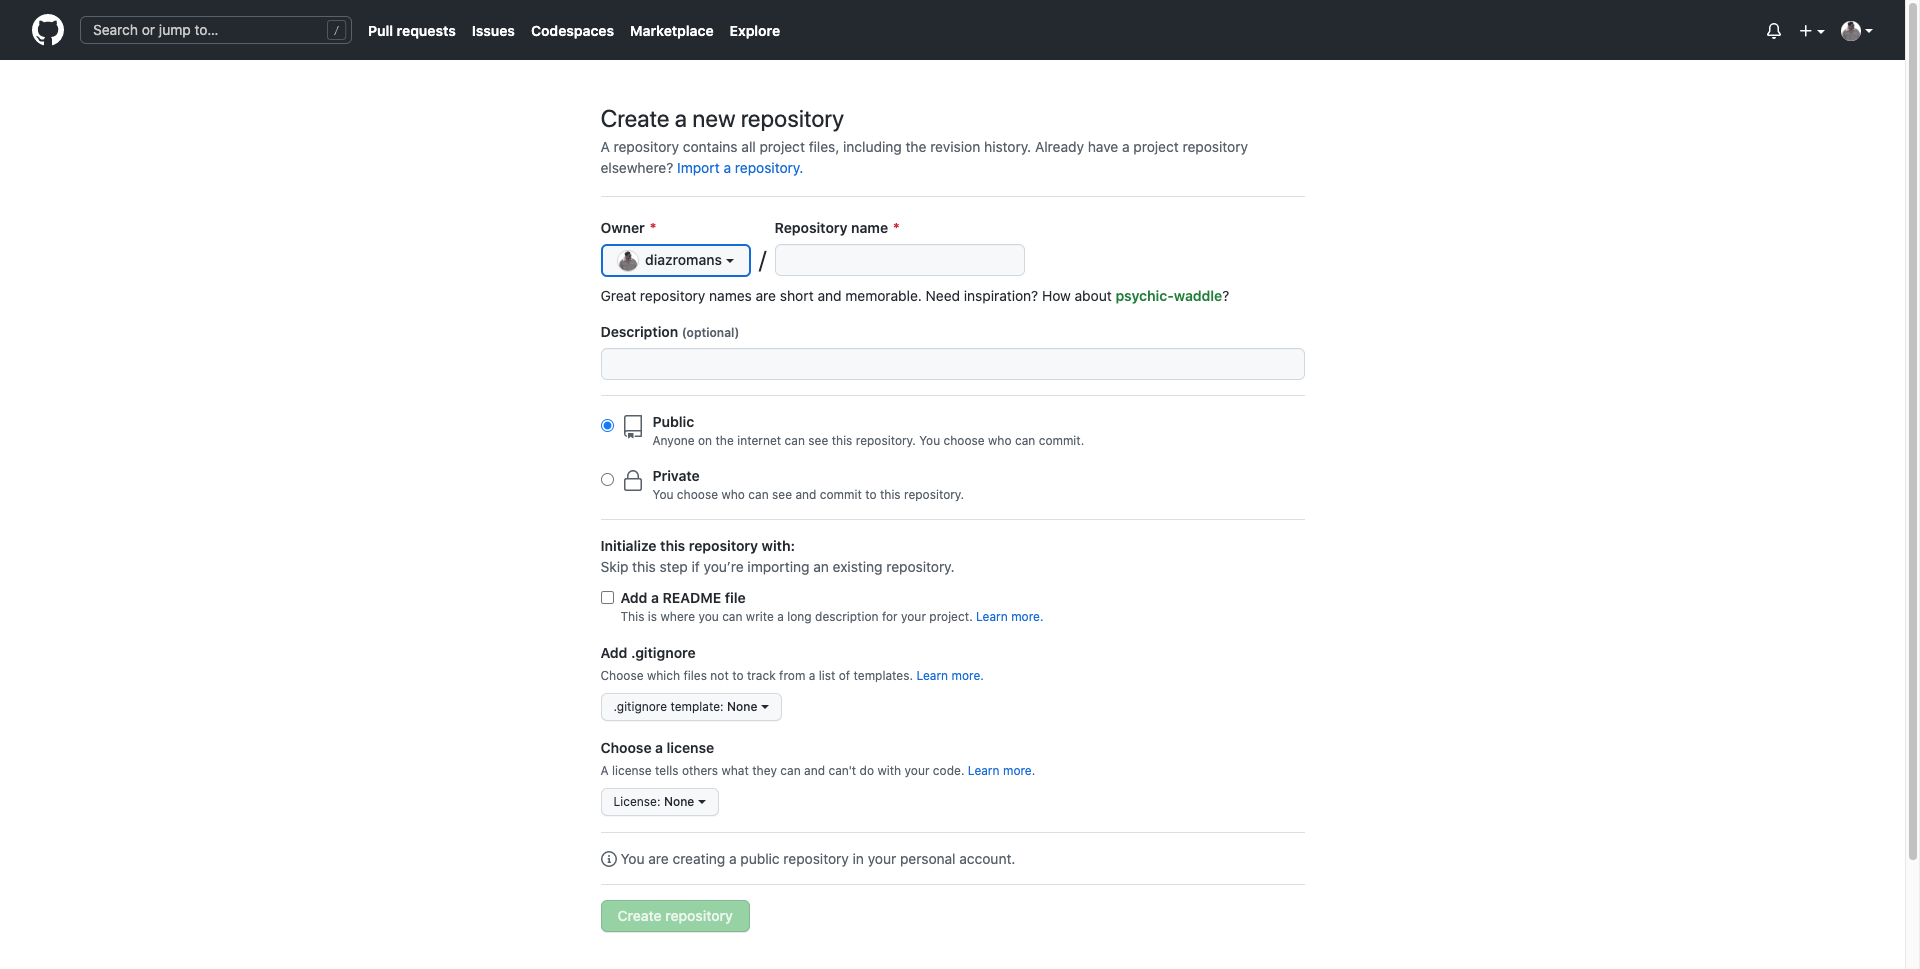 Search or jump to... /
Pull requests Issues Codespaces Marketplace Explore
Create a new repository
A repository contains all project files, including the revision history. Already have a project repository
elsewhere? Import a repository.
Owner * Repository name *
diazromans /
Great repository names are short and memorable. Need inspiration? How about psychic-waddle?
Description (optional)
Public
Anyone on the internet can see this repository. You choose who can commit.
Private
You choose who can see and commit to this repository.
Initialize this repository with:
Skip this step if you’re importing an existing repository.
Add a README file
This is where you can write a long description for your project. Learn more.
Add .gitignore
Choose which files not to track from a list of templates. Learn more.
.gitignore template: None
Choose a license
A license tells others what they can and can't do with your code. Learn more.
License: None
You are creating a public repository in your personal account.
Create repository